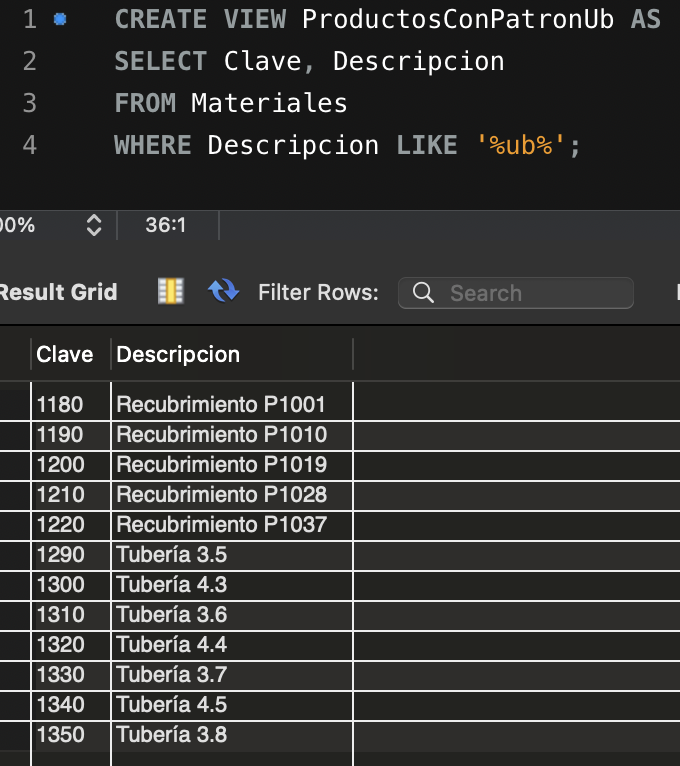 1 CREATE VIEW ProductosConPatronUb AS
2 SELECT Clave, Descripcion
3 FROM Materiales
4 WHERE Descripcion LIKE '%ub%';
00% 36:1
Result Grid Filter Rows: Search
Clave Descripcion
1180 Recubrimiento P1001
1190 Recubrimiento P1010
1200 Recubrimiento P1019
1210 Recubrimiento P1028
1220 Recubrimiento P1037
1290 Tubería 3.5
1300 Tubería 4.3
1310 Tubería 3.6
1320 Tubería 4.4
1330 Tubería 3.7
1340 Tubería 4.5
1350 Tubería 3.8